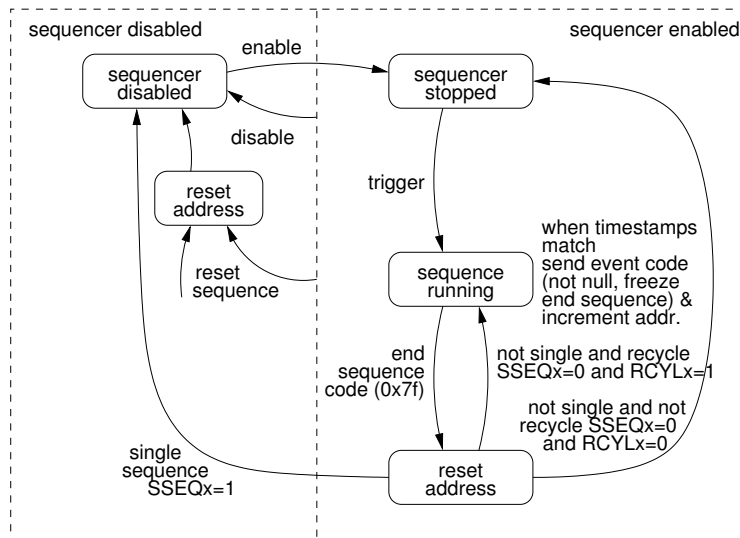 sequencer disabled
sequencer enabled
enable
sequencer
disabled
sequencer
stopped
disable
trigger
reset
address
reset
sequence
sequence
running
when timestamps
match
send event code
(not null, freeze
end sequence) &
increment addr.
end
sequence
code (0x7f)
not single and recycle
SSEQx=0 and RCYLx=1
not single and not
recycle SSEQx=0
and RCYLx=0
single
sequence
SSEQx=1
reset
address